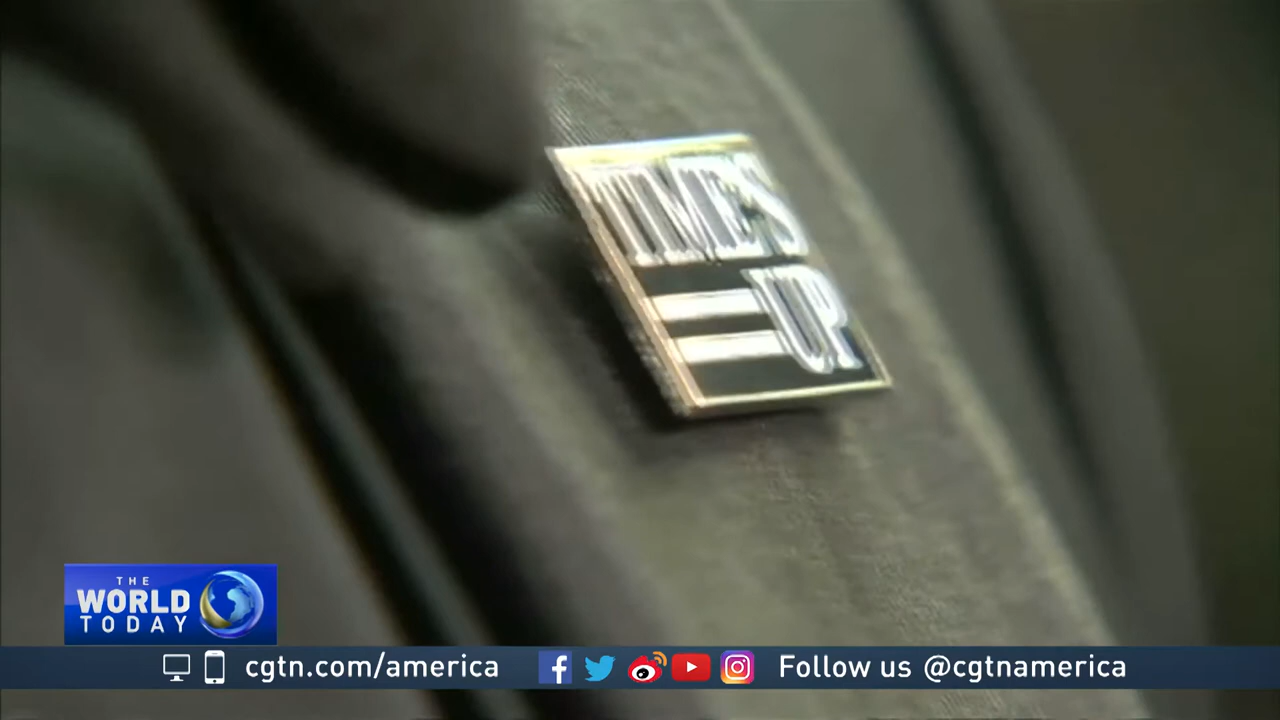 TIME'S
UP
THE
WORLD
TODAY
cgtn.com/america
Follow us @cgtnamerica